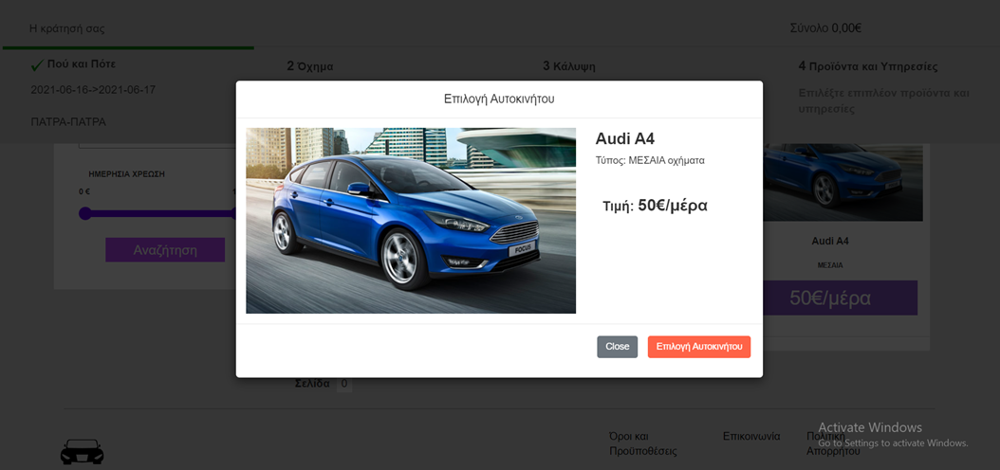 Η κράτησή σας
Σύνολο 0,00€
Πού και Πότε
2 Όχημα
3 Κάλυψη
4 Προϊόντα και Υπηρεσίες
2021-06-16->2021-06-17
Επιλέξτε επιπλέον προϊόντα και
υπηρεσίες
ΠΑΤΡΑ-ΠΑΤΡΑ
Επιλογή Αυτοκινήτου
Audi A4
Τύπος: ΜΕΣΑΙΑ οχήματα
Τιμή: 50€/μέρα
FOCUS
Close
Επιλογή Αυτοκινήτου
ΗΜΕΡΗΣΙΑ ΧΡΕΩΣΗ
0 €
Αναζήτηση
Audi A4
ΜΕΣΑΙΑ
50€/μέρα
Σελίδα 0
Όροι και
Προϋποθέσεις
Επικοινωνία
Πολιτική
Απορρήτου
Activate Windows
Go to Settings to activate Windows.